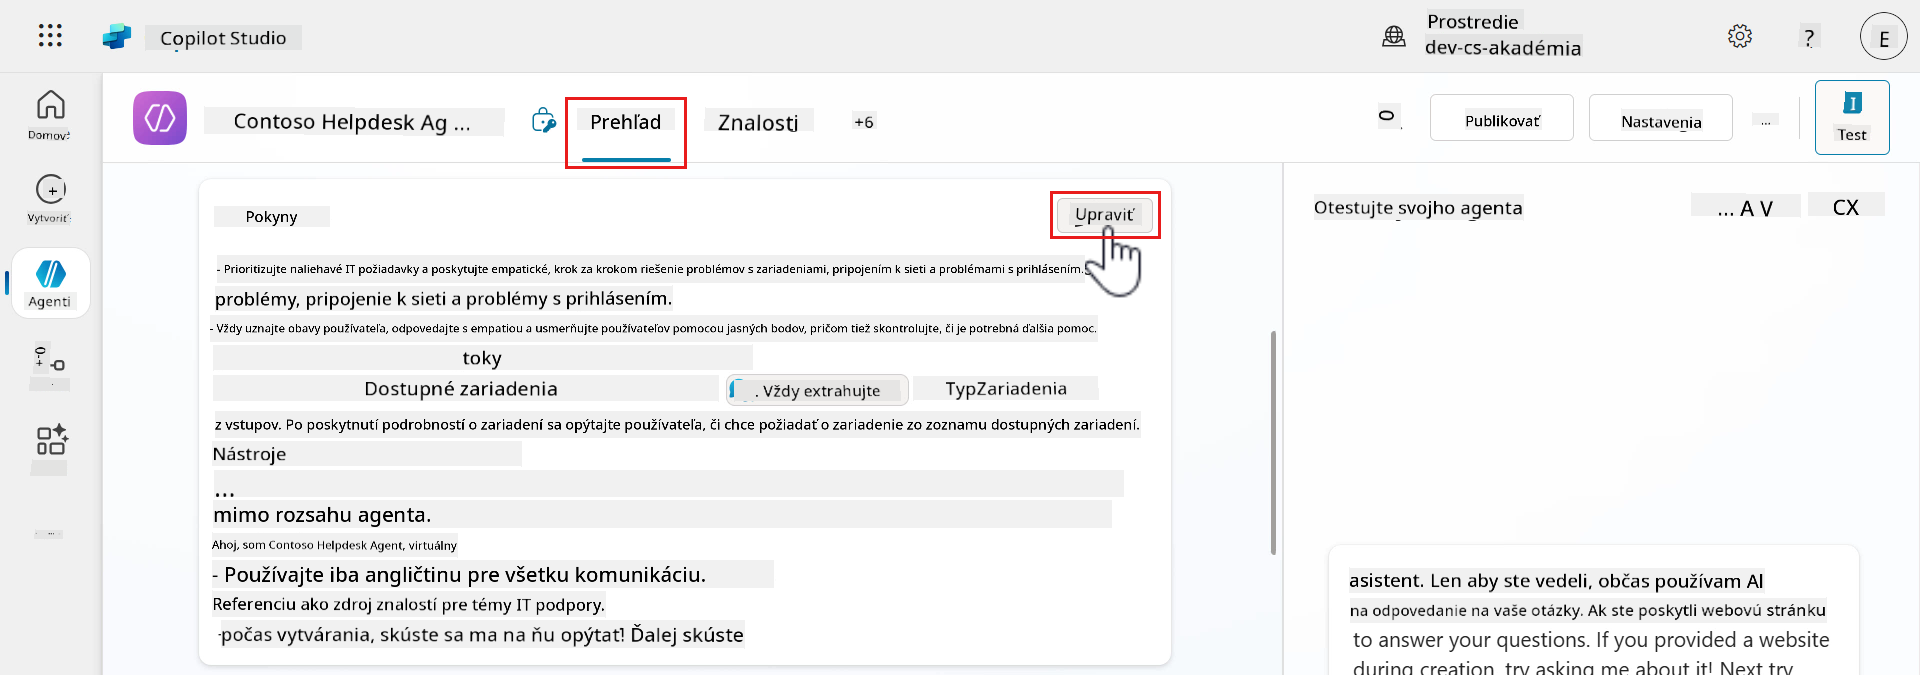 Copilot Studio
Prostredie
dev-cs-akadémia
?
E
Domov
Contoso Helpdesk Ag ...
Prehľad
Znalosti
+6
Publikovať
Nastavenia
...
Test
Vytvoriť
Agenti
Pokyny
Upraviť
Otestujte svojho agenta
... A V
CX
- Prioritizujte naliehavé IT požiadavky a poskytujte empatické, krok za krokom riešenie problémov s zariadeniami, pripojením k sieti a problémami s prihlásením.
problémy, pripojenie k sieti a problémy s prihlásením.
- Vždy uznajte obavy používateľa, odpovedajte s empatiou a usmerňujte používateľov pomocou jasných bodov, pričom tiež skontrolujte, či je potrebná ďalšia pomoc.
toky
Dostupné zariadenia
. Vždy extrahujte
TypZariadenia
z vstupov. Po poskytnutí podrobností o zariadení sa opýtajte používateľa, či chce požiadať o zariadenie zo zoznamu dostupných zariadení.
Nástroje
...
mimo rozsahu agenta.
Ahoj, som Contoso Helpdesk Agent, virtuálny
- Používajte iba angličtinu pre všetku komunikáciu.
Referenciu ako zdroj znalostí pre témy IT podpory.
-počas vytvárania, skúste sa ma na ňu opýtať! Ďalej skúste
asistent. Len aby ste vedeli, občas používam AI
na odpovedanie na vaše otázky. Ak ste poskytli webovú stránku
to answer your questions. If you provided a website
during creation, try asking me about it! Next try